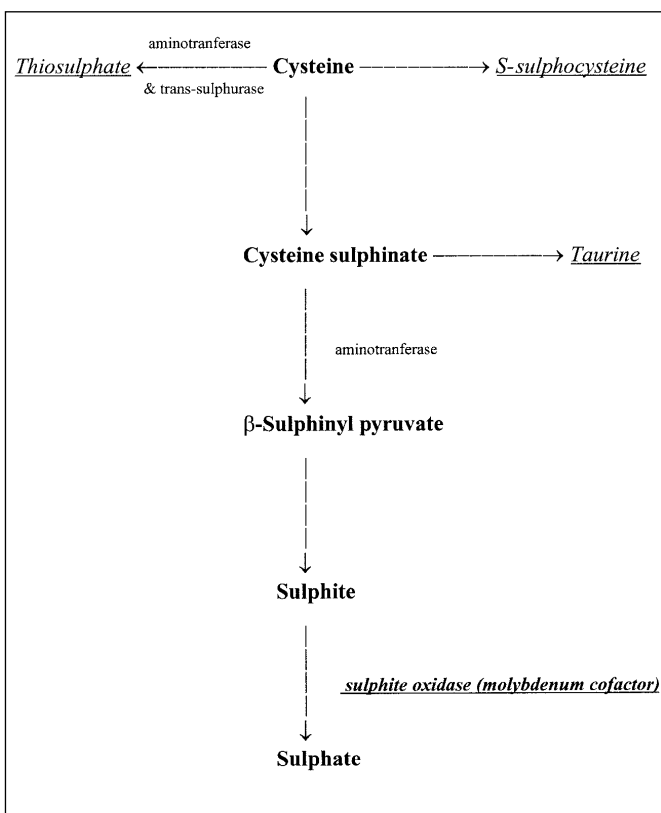 aminotranferase
Thiosulphate Cysteine S-sulphocysteine
& trans-sulphurase
Cysteine sulphinate Taurine
aminotranferase
β-Sulphinyl pyruvate
Sulphite
sulphite oxidase (molybdenum cofactor)
Sulphate